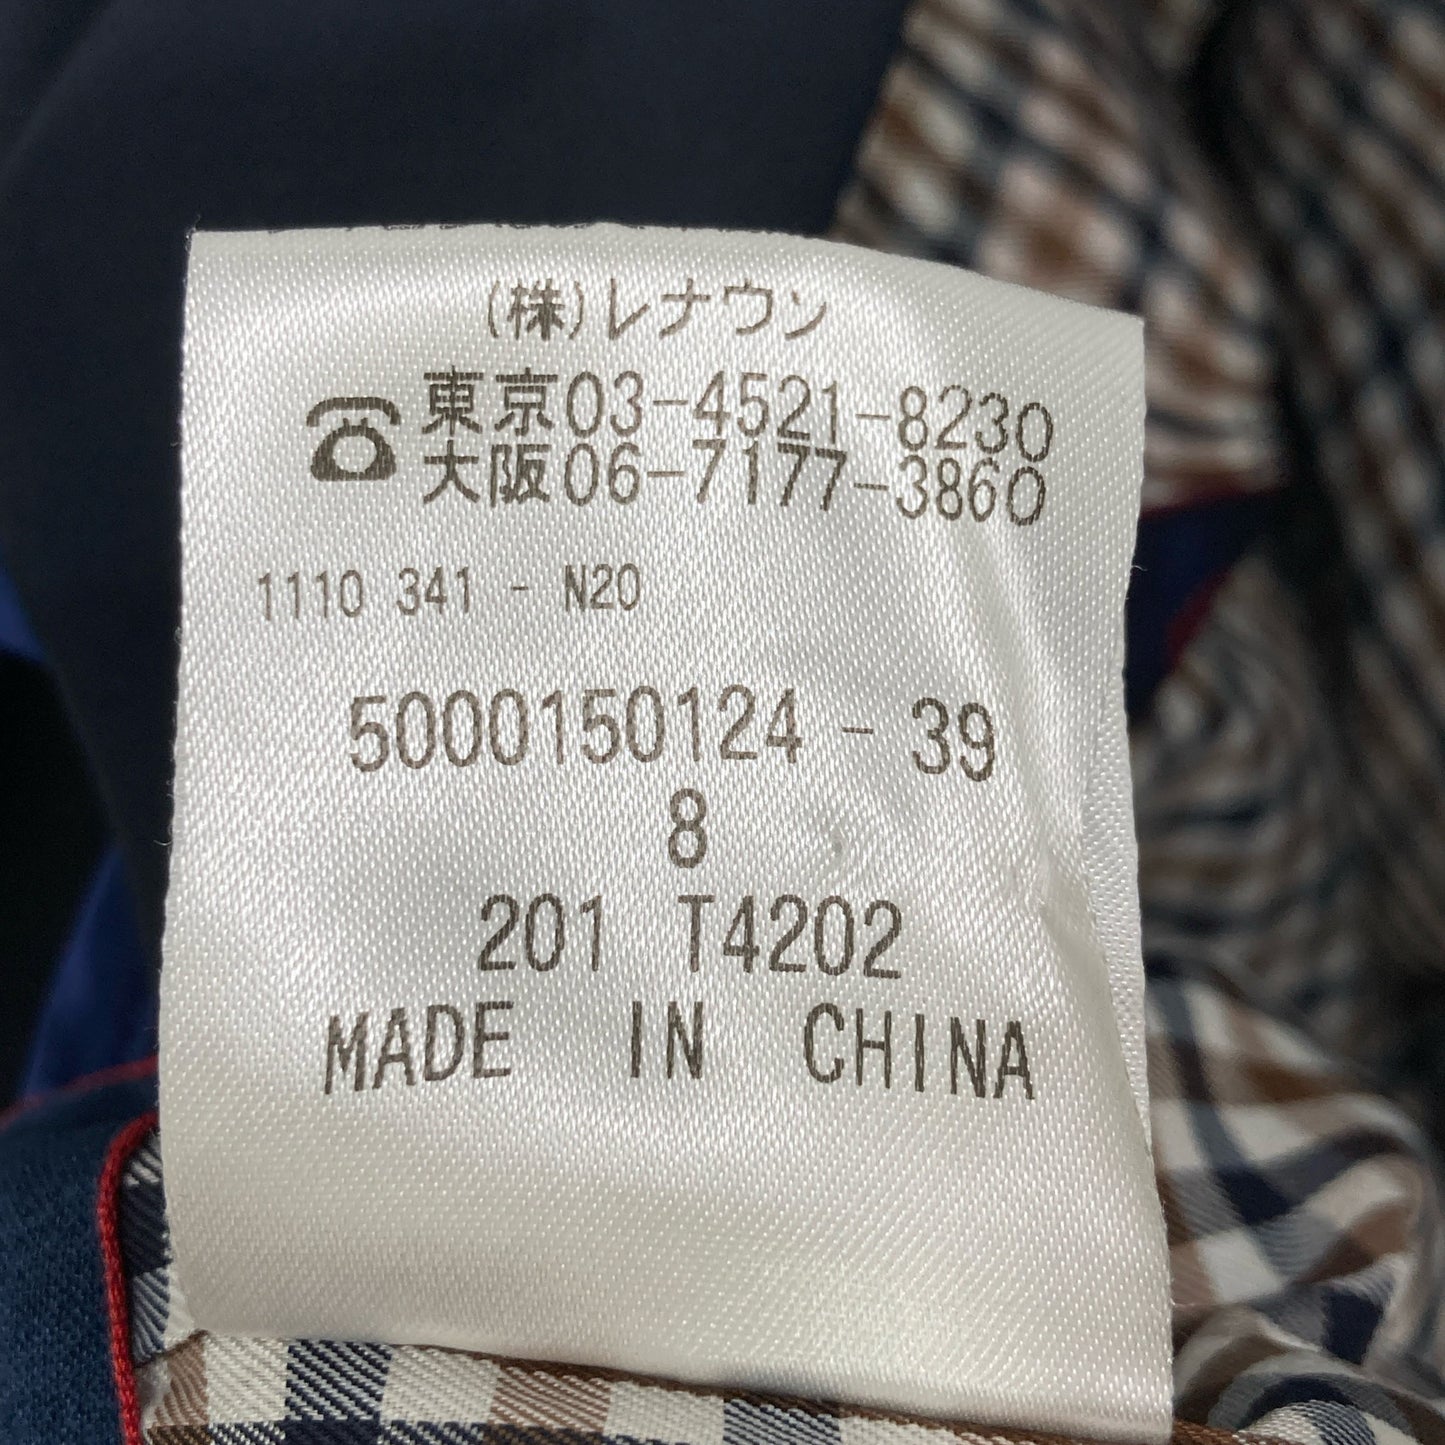 (株)レナウン
☎東京03-4521-8230
大阪06-7177-3860
1110 341 - N20
5000150124 - 39
8
201 T4202
MADE IN CHINA